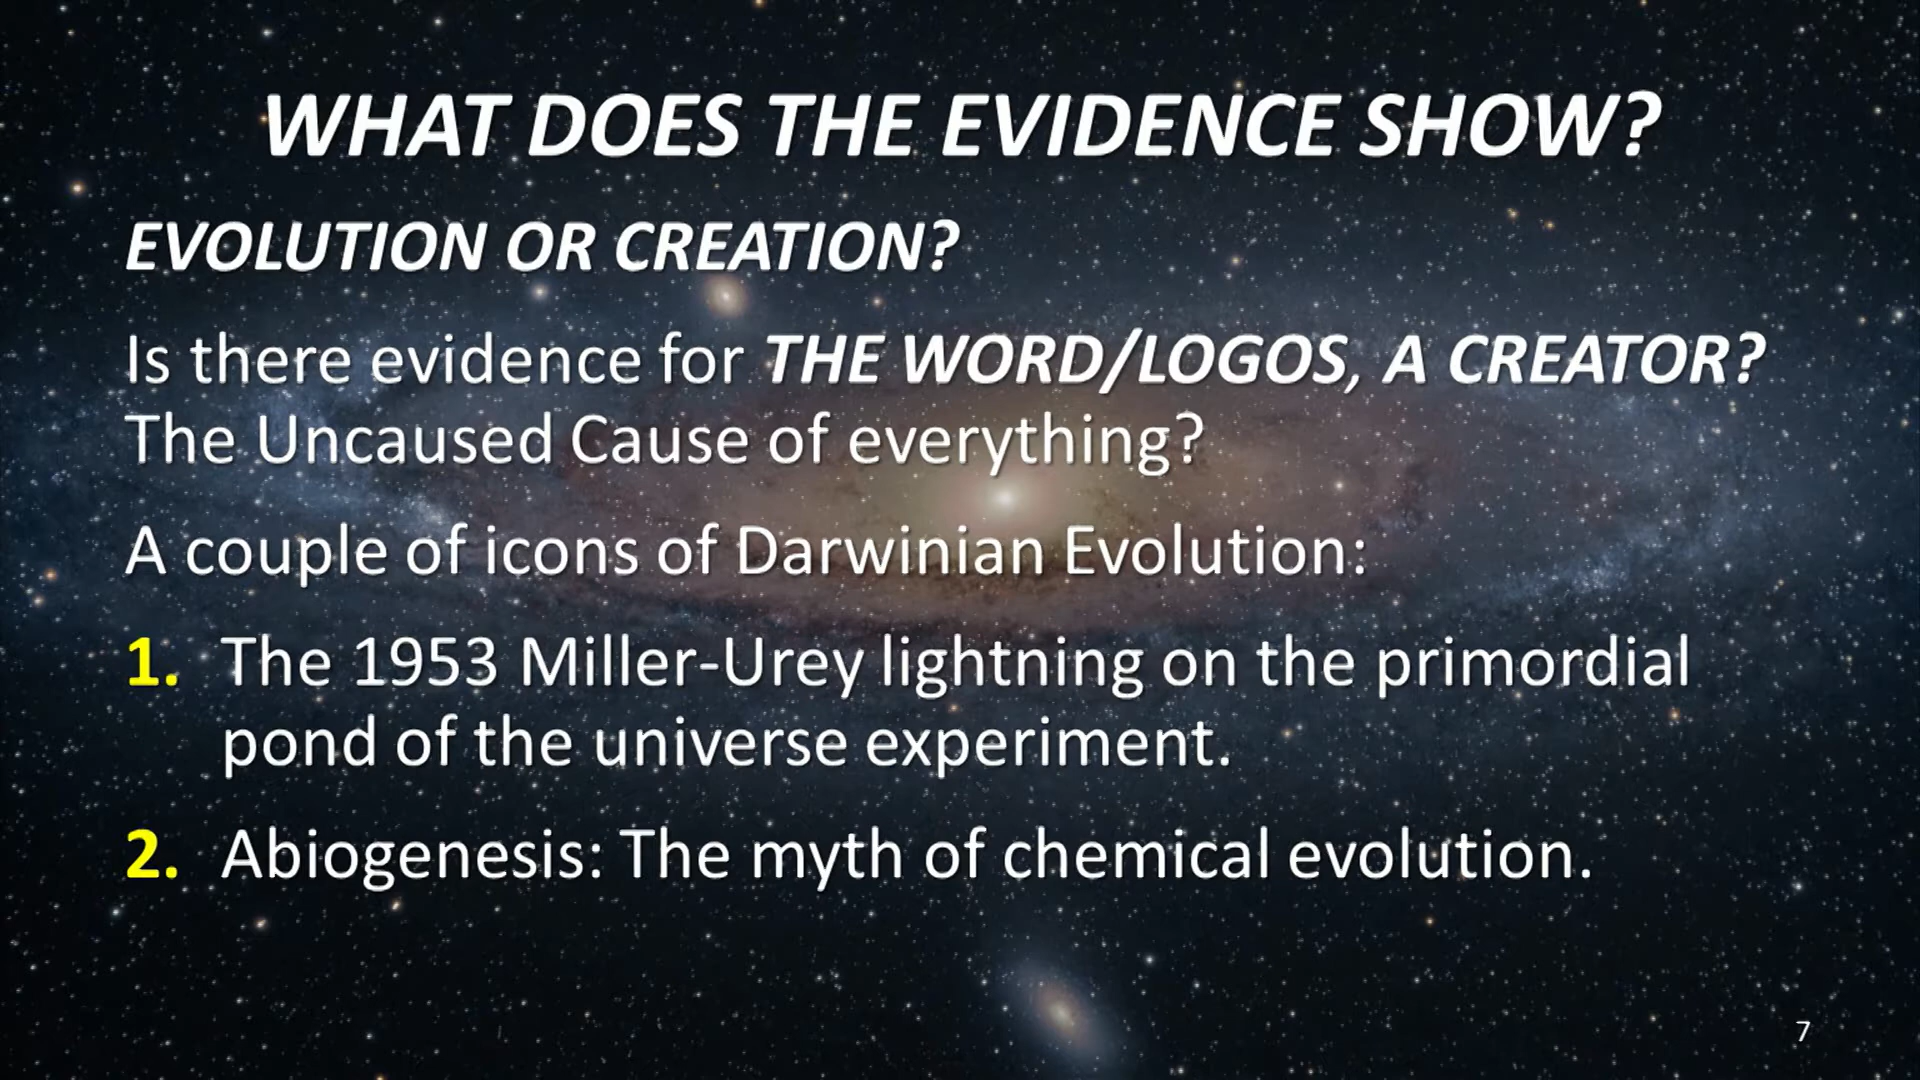 WHAT DOES THE EVIDENCE SHOW?
EVOLUTION OR CREATION?
Is there evidence for THE WORD/LOGOS, A CREATOR?
The Uncaused Cause of everything?
A couple of icons of Darwinian Evolution:
1. The 1953 Miller-Urey lightning on the primordial
pond of the universe experiment.
2. Abiogenesis: The myth of chemical evolution.
7